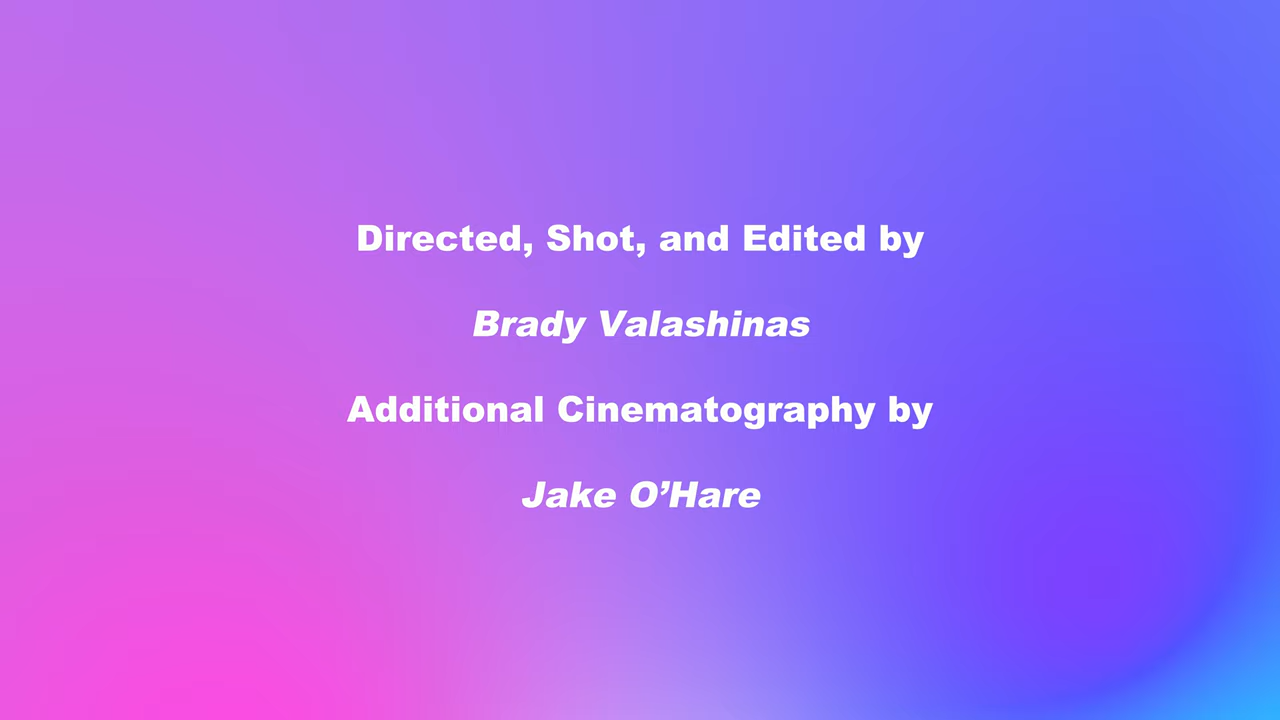 Directed, Shot, and Edited by
Brady Valashinas
Additional Cinematography by
Jake O’Hare